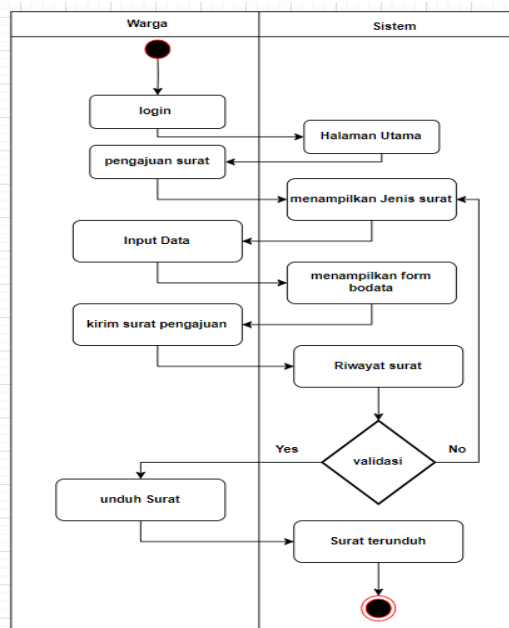 Warga
Sistem
login
Halaman Utama
pengajuan surat
menampilkan Jenis surat
Input Data
menampilkan form
bodata
kirim surat pengajuan
Riwayat surat
Yes
validasi
No
unduh Surat
Surat terunduh